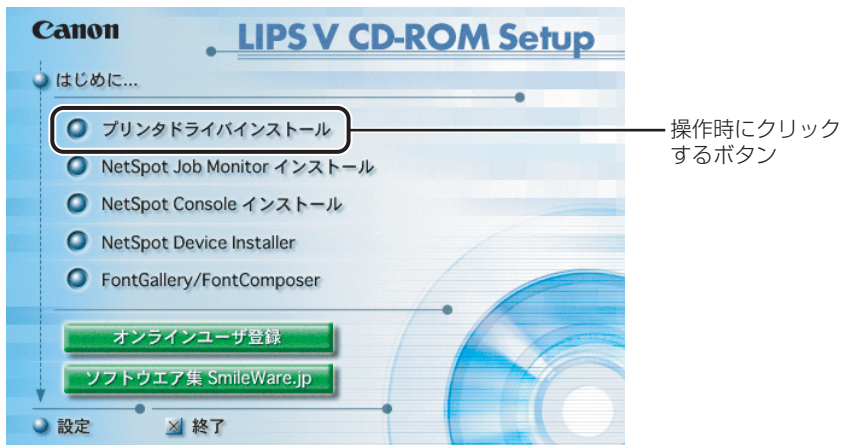 Canon
LIPS V CD-ROM Setup
はじめに...
プリンタドライバインストール
操作時にクリック
するボタン
NetSpot Job Monitor インストール
NetSpot Console インストール
NetSpot Device Installer
FontGallery/FontComposer
オンラインユーザ登録
ソフトウエア集 SmileWare.jp
設定
終了